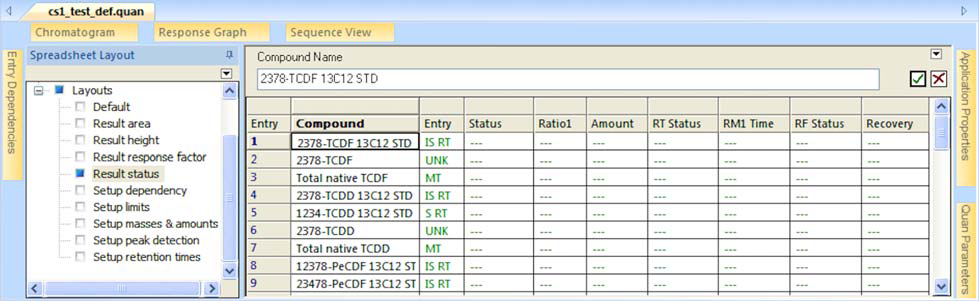 cs1_test_def.quan
Chromatogram Response Graph Sequence View
Entry Dependencies
Spreadsheet Layout
Layouts
Default
Result area
Result height
Result response factor
Result status
Setup dependency
Setup limits
Setup masses & amounts
Setup peak detection
Setup retention times
Compound Name
2378-TCDF 13C12 STD
Entry Compound Entry Status Ratio1 Amount RT Status RM1 Time RF Status Recovery
1 2378-TCDF 13C12 STD IS RT --- --- --- --- --- --- ---
2 2378-TCDF UNK --- --- --- --- --- --- ---
3 Total native TCDF MT --- --- --- --- --- --- ---
4 2378-TCDD 13C12 STD IS RT --- --- --- --- --- --- ---
5 1234-TCDD 13C12 STD S RT --- --- --- --- --- --- ---
6 2378-TCDD UNK --- --- --- --- --- --- ---
7 Total native TCDD MT --- --- --- --- --- --- ---
8 12378-PeCDF 13C12 ST IS RT --- --- --- --- --- --- ---
9 23478-PeCDF 13C12 ST IS RT --- --- --- --- --- --- ---
Application Properties
Quan Parameters